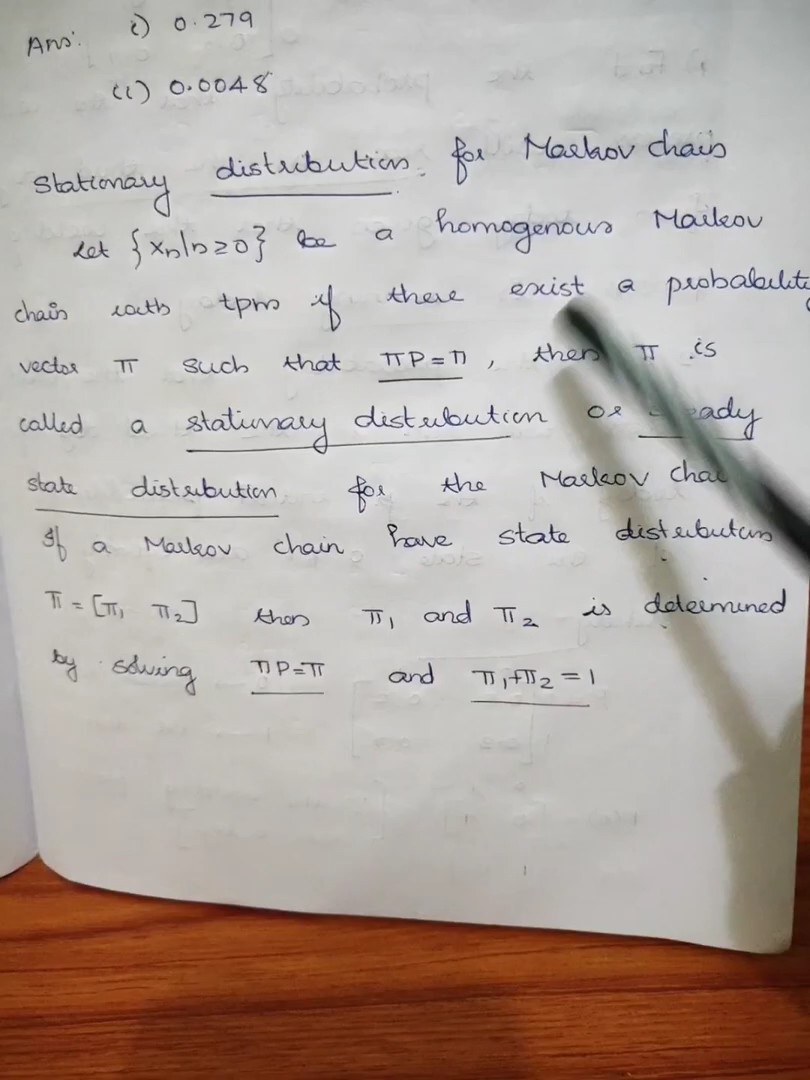 Ans: i) 0.279
(ii) 0.0048
Stationary distribution for Markov chain
Let {Xn|n≥0} be a homogenous Markov
chain with tpm if there exist a probability
vector π such that πP=π, then π is
called a stationary distribution or
state distribution for the Markov
If a Markov chain have state distribution
π = [π₁ π₂] then π₁ and π₂ is determined
by solving πP=π and π₁+π₂=1